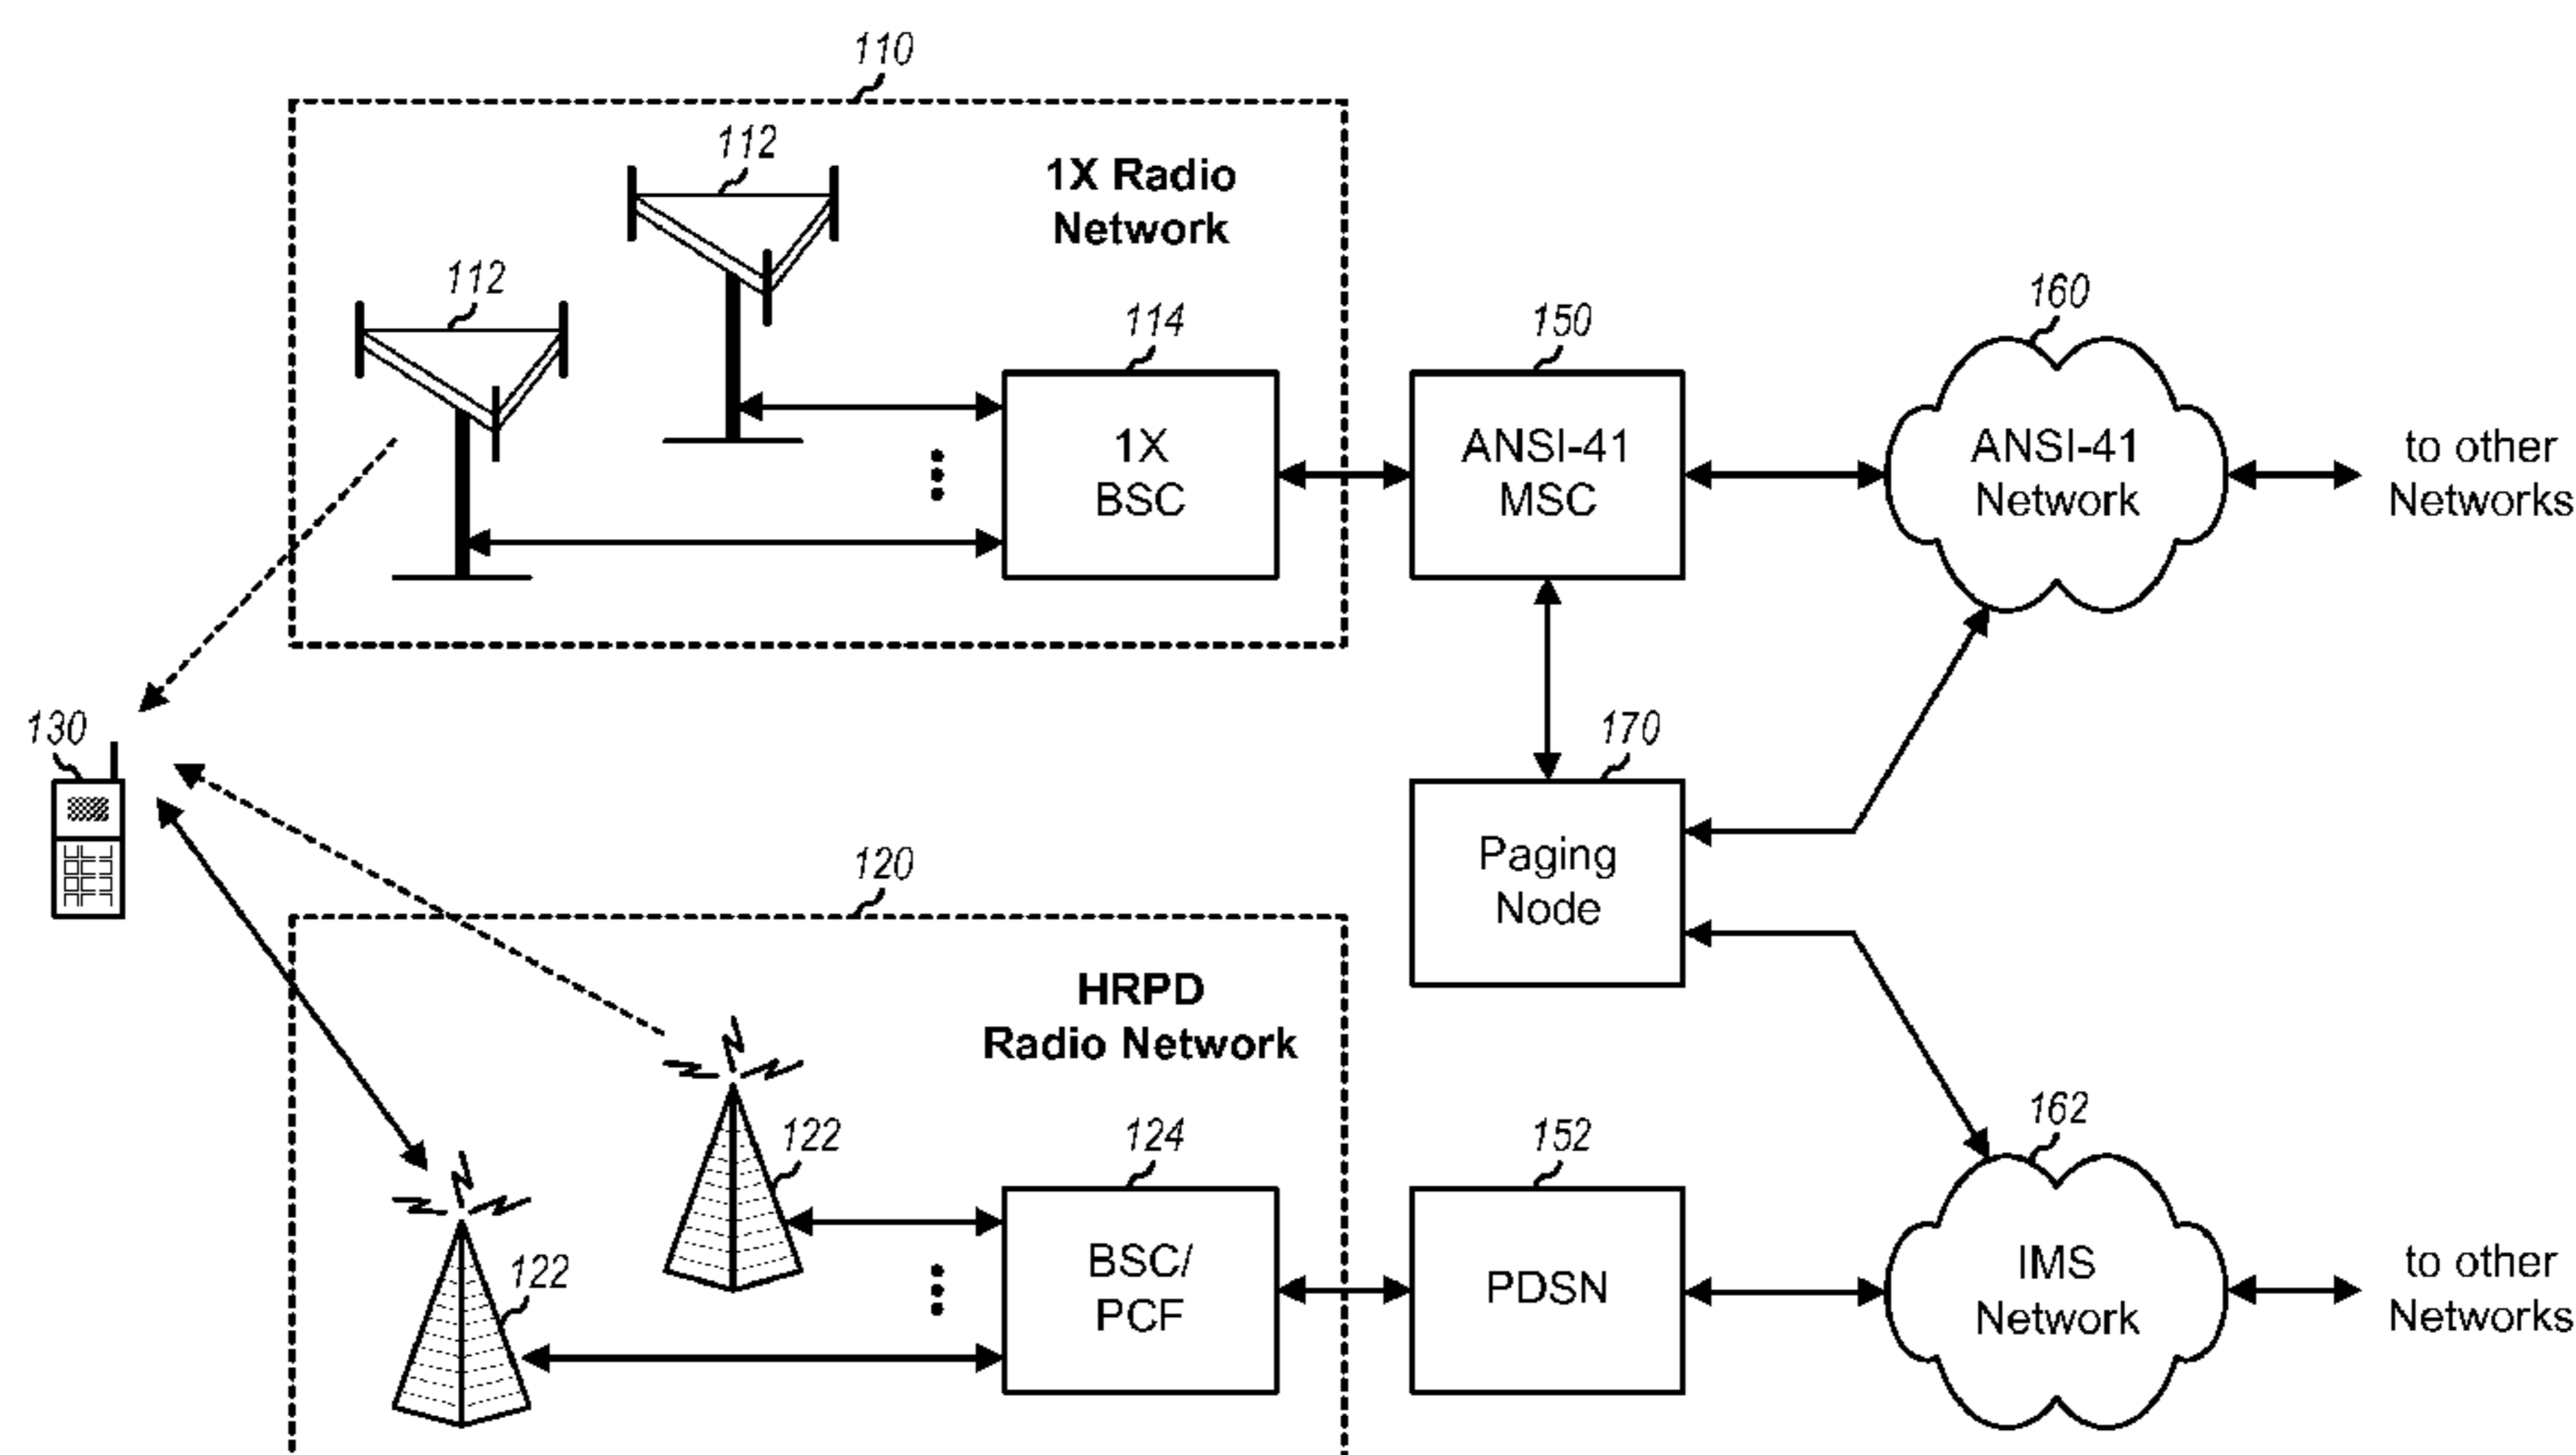 110
112
1X Radio
Network
112
114
150
160
1X
BSC
ANSI-41
MSC
ANSI-41
Network
to other
Networks
130
170
Paging
Node
120
HRPD
Radio Network
122
124
152
162
122
BSC/
PCF
PDSN
IMS
Network
to other
Networks